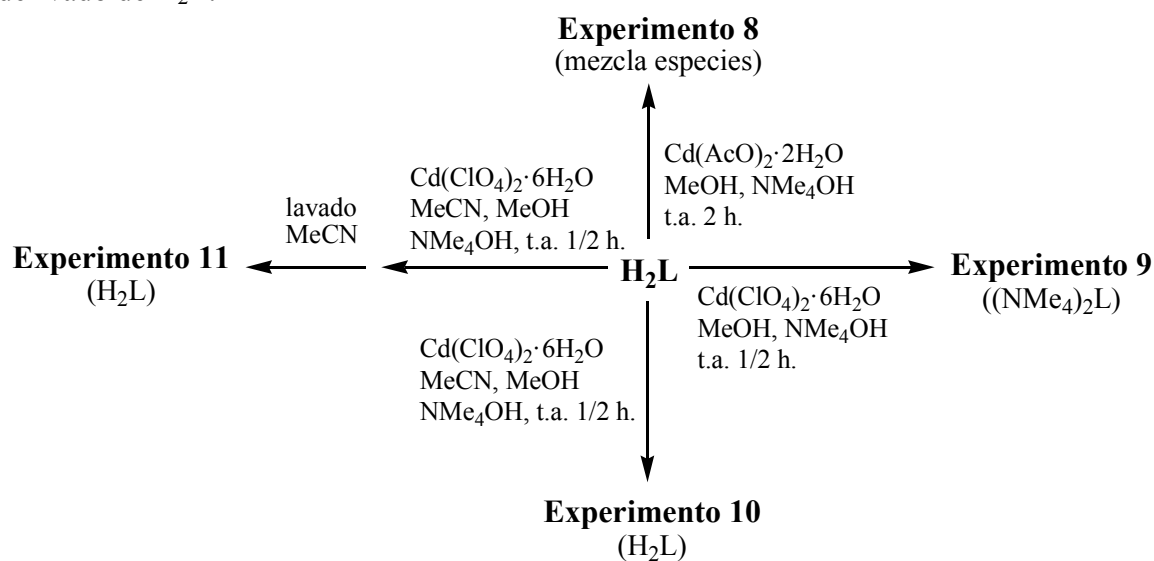 Experimento 8
(mezcla especies)
Cd(AcO)₂·2H₂O
MeOH, NMe₄OH
t.a. 2 h.
Cd(ClO₄)₂·6H₂O
MeCN, MeOH
NMe₄OH, t.a. 1/2 h.
lavado
MeCN
Experimento 11
(H₂L)
H₂L
Experimento 9
((NMe₄)₂L)
Cd(ClO₄)₂·6H₂O
MeOH, NMe₄OH
t.a. 1/2 h.
Cd(ClO₄)₂·6H₂O
MeCN, MeOH
NMe₄OH, t.a. 1/2 h.
Experimento 10
(H₂L)